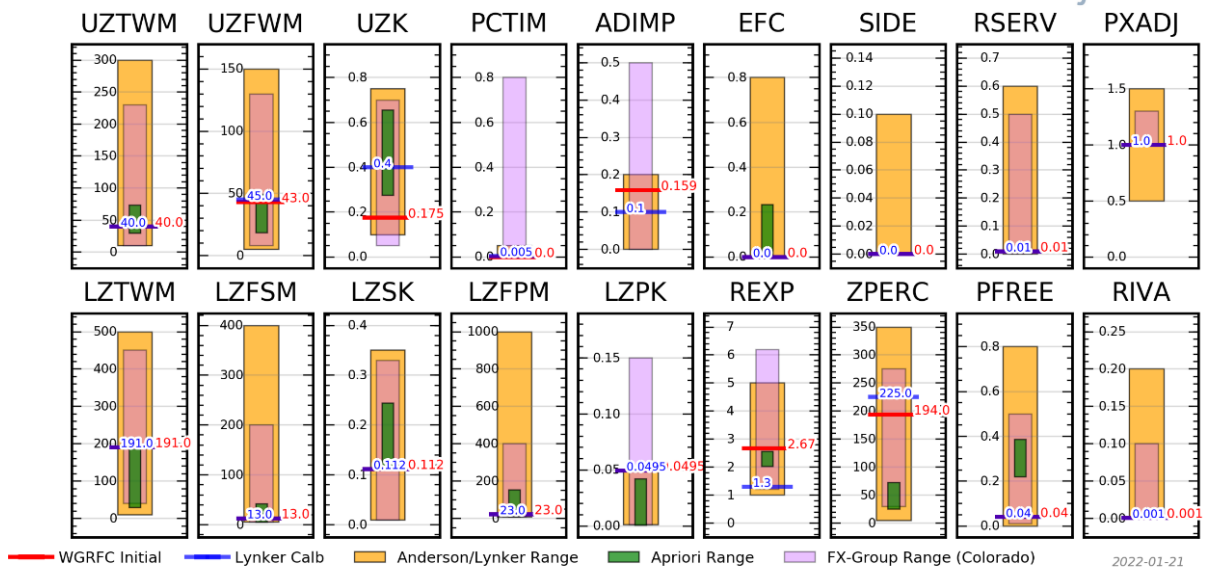 UZTWM UZFWM UZK PCTIM ADIMP EFC SIDE RSERV PXADJ
300 250 200 150 100 50 0 40.0 40.0
150 100 50 0 45.0 43.0
0.8 0.6 0.4 0.2 0.0 0.4 0.175
0.8 0.6 0.4 0.2 0.0 0.005 0.0
0.5 0.4 0.3 0.2 0.1 0.0 0.159 0.1
0.8 0.6 0.4 0.2 0.0 0.0 0.0
0.14 0.12 0.10 0.08 0.06 0.04 0.02 0.00 0.0 0.0
0.7 0.6 0.5 0.4 0.3 0.2 0.1 0.0 0.01 0.01
1.5 1.0 0.5 1.0 1.0
LZTWM LZFSM LZSK LZFPM LZPK REXP ZPERC PFREE RIVA
500 400 300 200 100 0 191.0 191.0
400 300 200 100 0 13.0 13.0
0.4 0.3 0.2 0.1 0.0 0.112 0.112
1000 800 600 400 200 0 23.0 23.0
0.15 0.10 0.05 0.00 0.0495 0.0495
7 6 5 4 3 2 1 0 2.67 1.3
350 300 250 200 150 100 50 0 225.0 194.0
0.8 0.6 0.4 0.2 0.0 0.04 0.04
0.25 0.20 0.15 0.10 0.05 0.00 0.001 0.001
WGRFC Initial Lynker Calb Anderson/Lynker Range Apriori Range FX-Group Range (Colorado)
2022-01-21